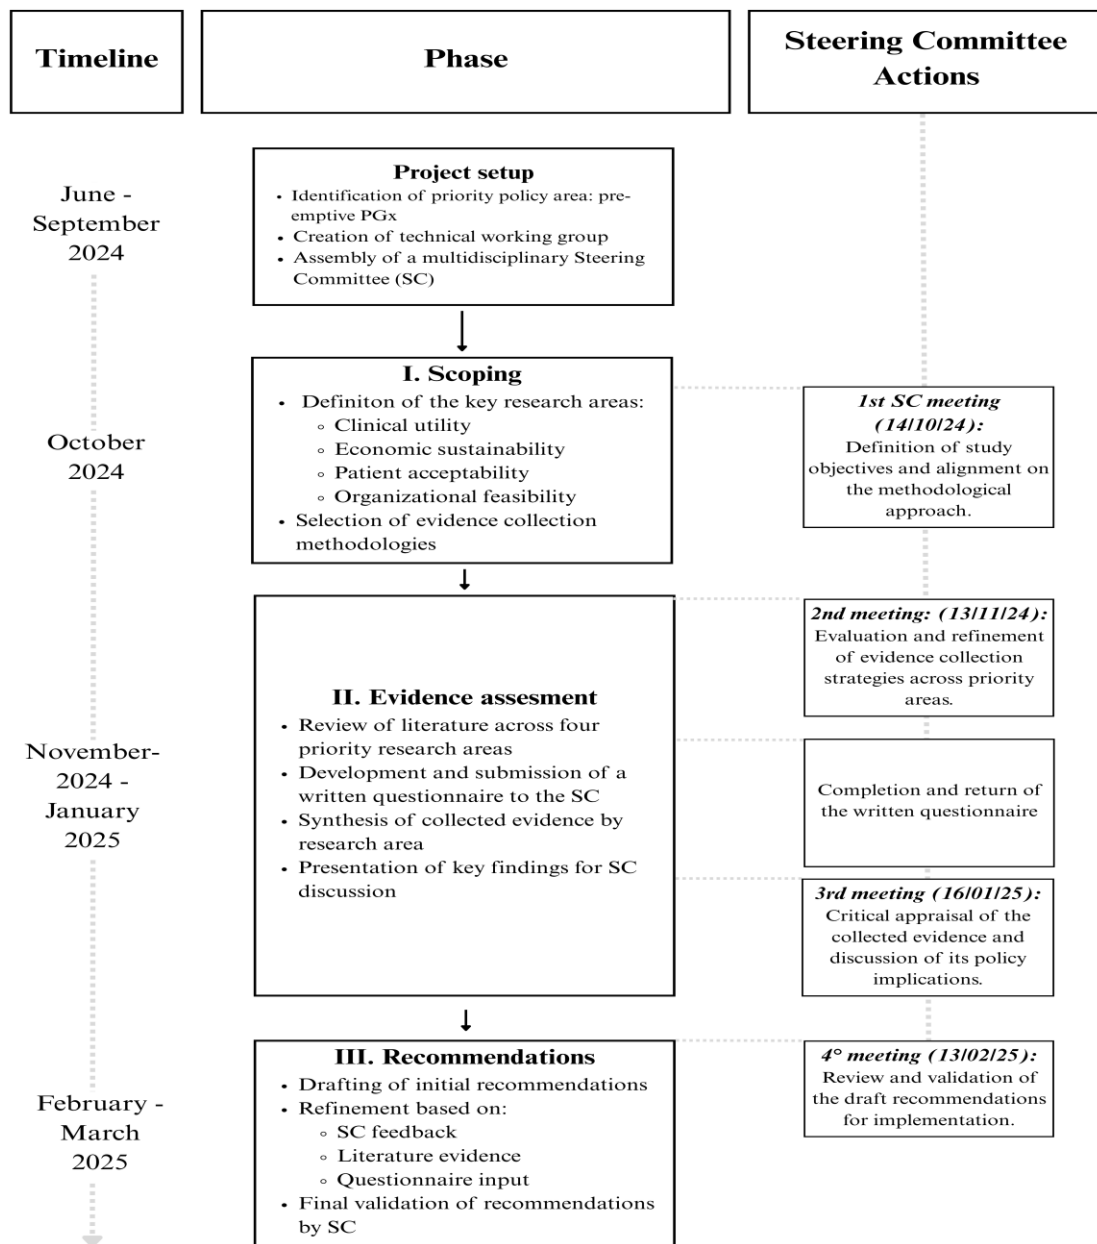 Timeline
Phase
Steering Committee
Actions
June -
September
2024
Project setup
• Identification of priority policy area: pre-
emptive PGx
• Creation of technical working group
• Assembly of a multidisciplinary Steering
Committee (SC)
October
2024
I. Scoping
• Definiton of the key research areas:
◦ Clinical utility
◦ Economic sustainability
◦ Patient acceptability
◦ Organizational feasibility
• Selection of evidence collection
methodologies
1st SC meeting
(14/10/24):
Definition of study
objectives and alignment on
the methodological
approach.
November-
2024 -
January
2025
II. Evidence assesment
• Review of literature across four
priority research areas
• Development and submission of a
written questionnaire to the SC
• Synthesis of collected evidence by
research area
• Presentation of key findings for SC
discussion
2nd meeting: (13/11/24):
Evaluation and refinement
of evidence collection
strategies across priority
areas.
Completion and return of
the written questionnaire
3rd meeting (16/01/25):
Critical appraisal of the
collected evidence and
discussion of its policy
implications.
February -
March
2025
III. Recommendations
• Drafting of initial recommendations
• Refinement based on:
◦ SC feedback
◦ Literature evidence
◦ Questionnaire input
• Final validation of recommendations
by SC
4° meeting (13/02/25):
Review and validation of
the draft recommendations
for implementation.